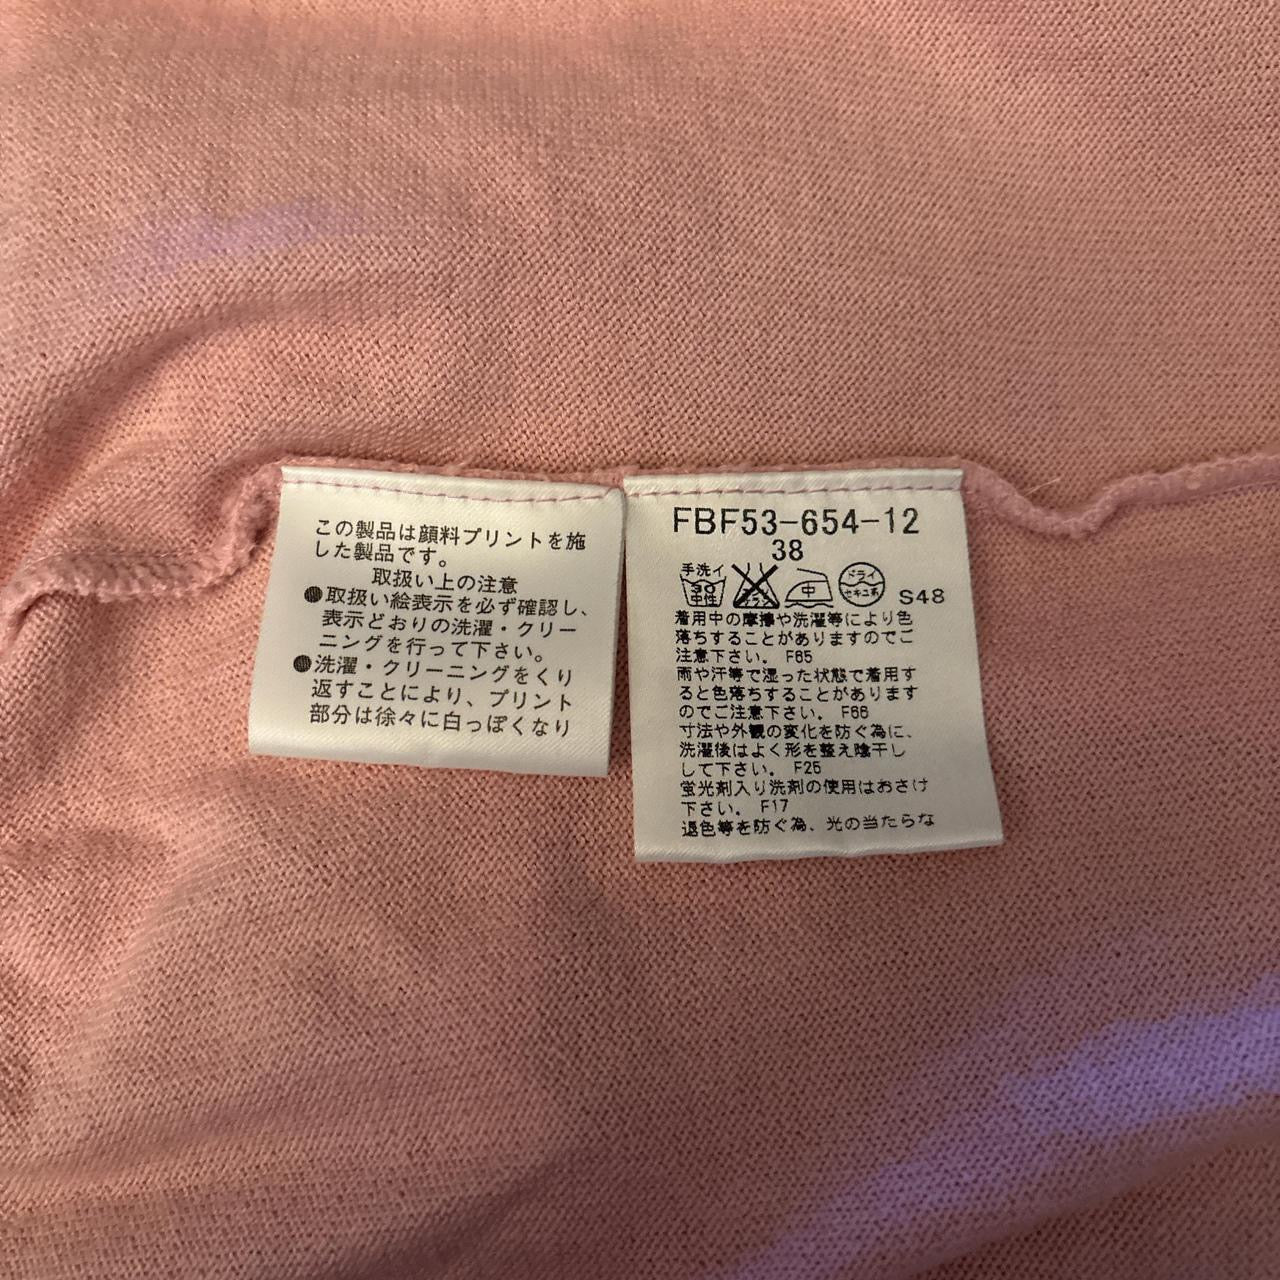 この製品は顔料プリントを施
した製品です。
取扱い上の注意
●取扱い絵表示を必ず確認し、
表示どおりの洗濯・クリー
ニングを行って下さい。
●洗濯・クリーニングをくり
返すことにより、プリント
部分は徐々に白っぽくなり
FBF53-654-12
38
手洗イ
30
中性
エンソ
サラシ
中
ドライ
セキユ系
S48
着用中の摩擦や洗濯等により色
落ちすることがありますのでご
注意下さい。 F65
雨や汗等で湿った状態で着用す
ると色落ちすることがあります
のでご注意下さい。 F66
寸法や外観の変化を防ぐ為に、
洗濯後はよく形を整え陰干し
して下さい。 F25
蛍光剤入り洗剤の使用はおさけ
下さい。 F17
退色等を防ぐ為、光の当たらな